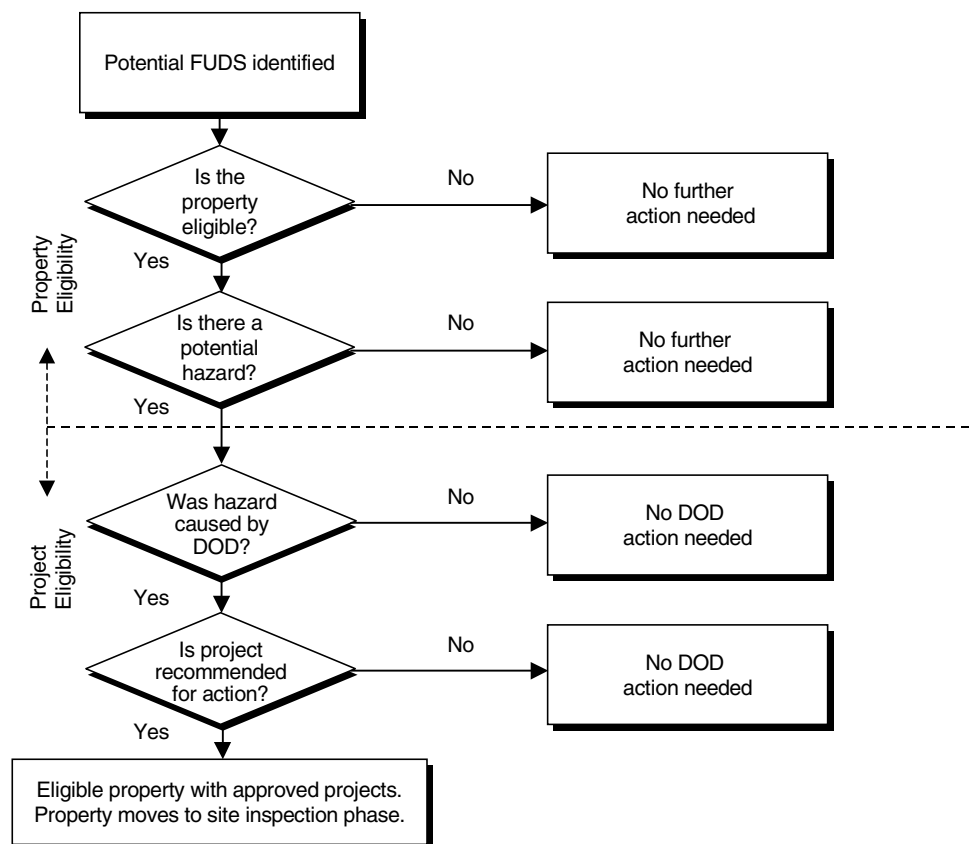 Potential FUDS identified
Is the
property
eligible?
No
No further
action needed
Yes
Property
Eligibility
Is there a
potential
hazard?
No
No further
action needed
Yes
Was hazard
caused by
DOD?
No
No DOD
action needed
Project
Eligibility
Yes
Is project
recommended
for action?
No
No DOD
action needed
Yes
Eligible property with approved projects.
Property moves to site inspection phase.